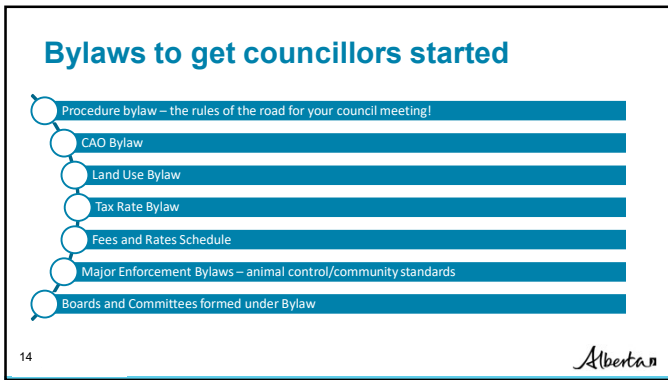 Bylaws to get councillors started
Procedure bylaw – the rules of the road for your council meeting!
CAO Bylaw
Land Use Bylaw
Tax Rate Bylaw
Fees and Rates Schedule
Major Enforcement Bylaws – animal control/community standards
Boards and Committees formed under Bylaw
14
Alberta